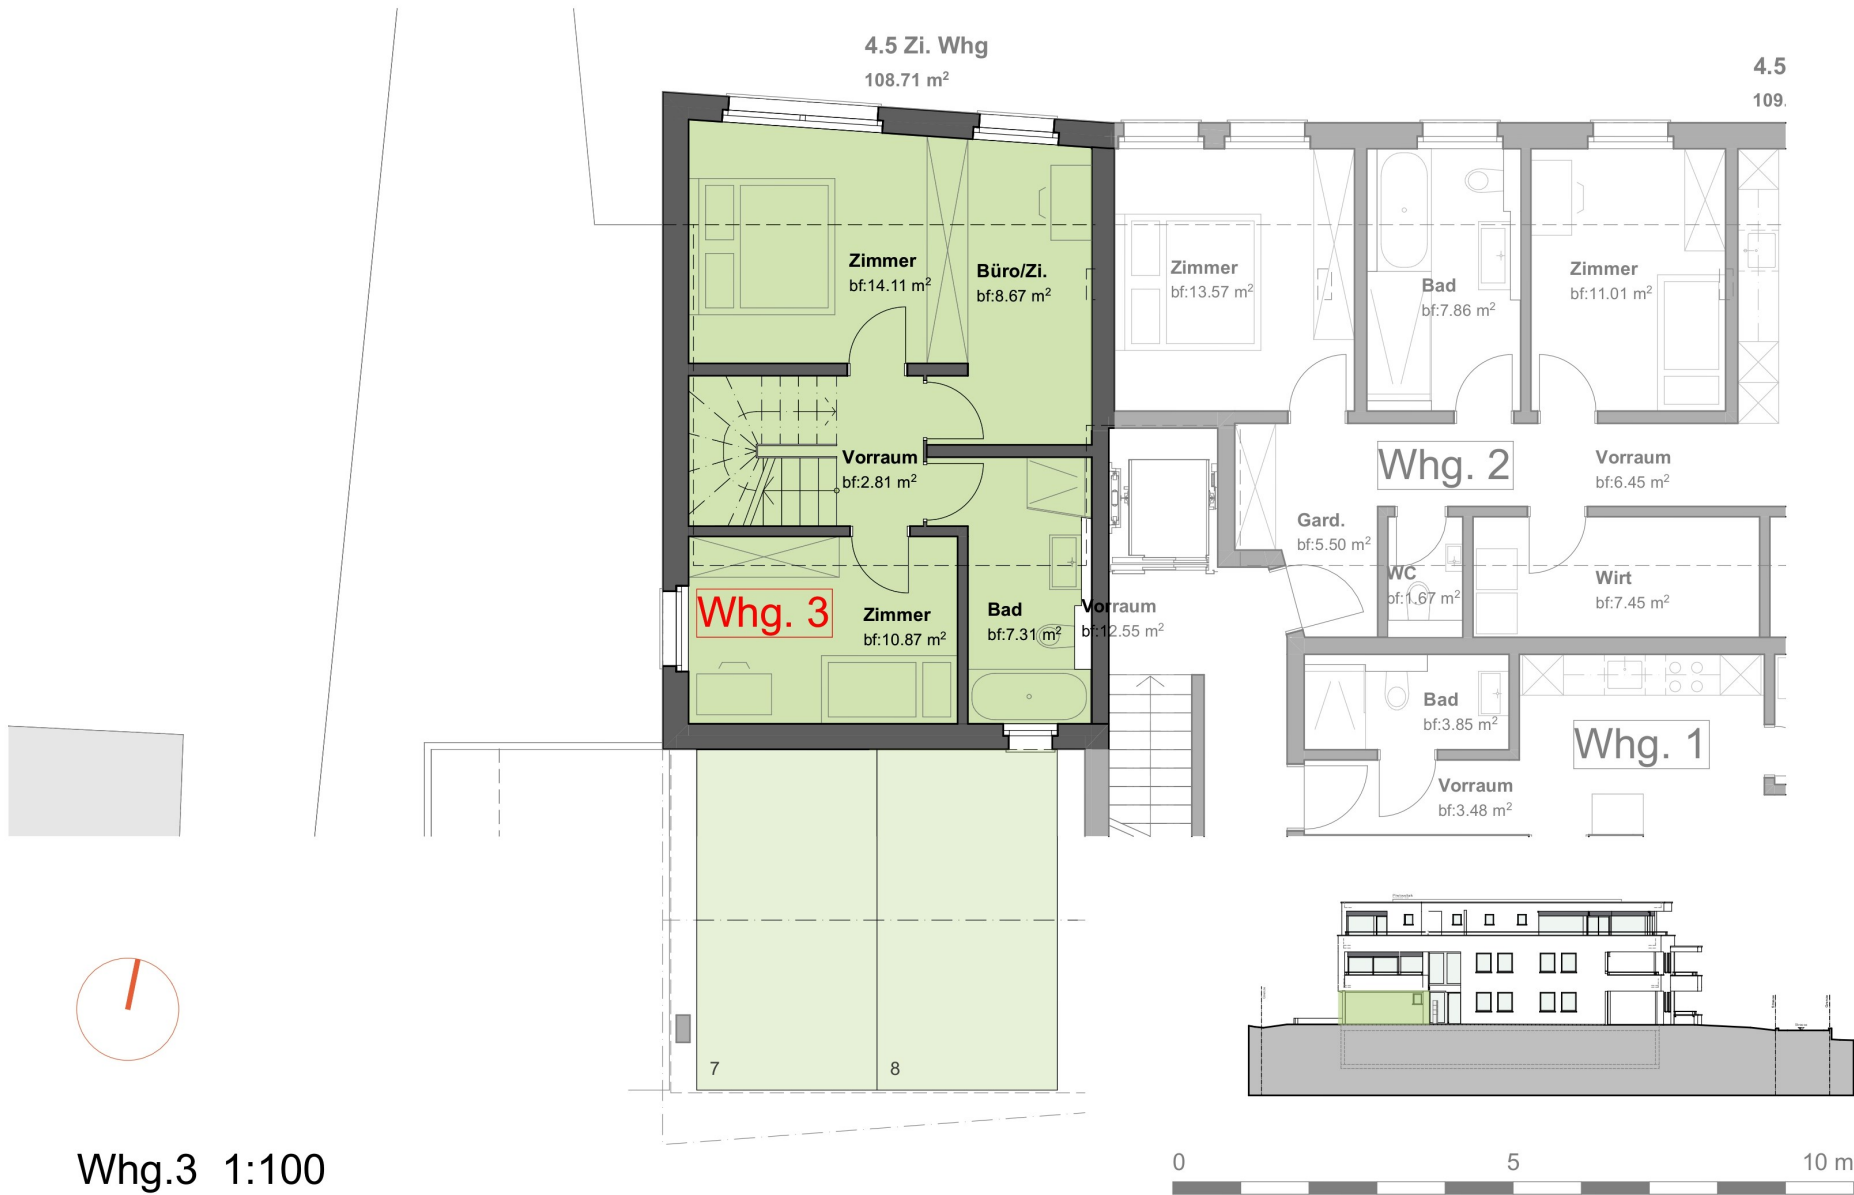 4.5 Zi. Whg
108.71 m²
4.5
109.
Zimmer
bf:14.11 m²
Büro/Zi.
bf:8.67 m²
Zimmer
bf:13.57 m²
Bad
bf:7.86 m²
Zimmer
bf:11.01 m²
Vorraum
bf:2.81 m²
Whg. 2
Vorraum
bf:6.45 m²
Gard.
bf:5.50 m²
WC
bf:1.67 m²
Wirt
bf:7.45 m²
Whg. 3
Zimmer
bf:10.87 m²
Bad
bf:7.31 m²
Vorraum
bf:12.55 m²
Bad
bf:3.85 m²
Whg. 1
Vorraum
bf:3.48 m²
7
8
Whg.3 1:100
0 5 10 m